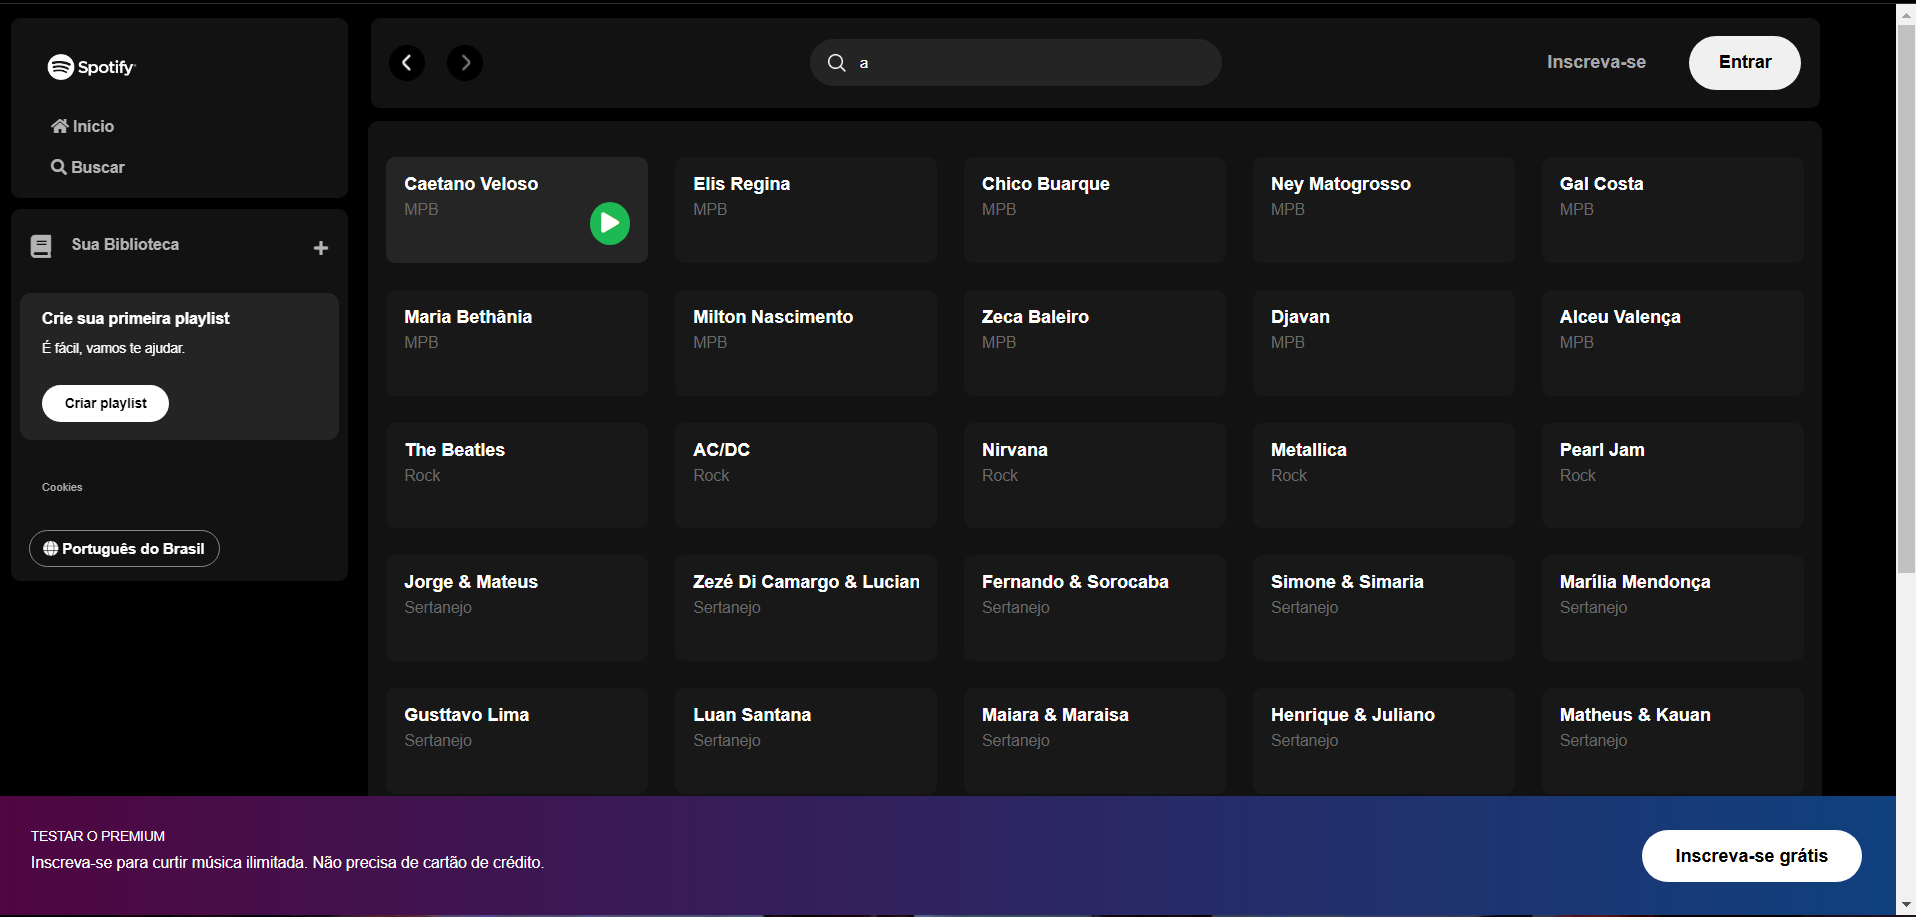 Spotify
Início
Buscar
Sua Biblioteca
Crie sua primeira playlist
É fácil, vamos te ajudar.
Criar playlist
Cookies
Português do Brasil
a
Inscreva-se
Entrar
Caetano Veloso
MPB
Elis Regina
MPB
Chico Buarque
MPB
Ney Matogrosso
MPB
Gal Costa
MPB
Maria Bethânia
MPB
Milton Nascimento
MPB
Zeca Baleiro
MPB
Djavan
MPB
Alceu Valença
MPB
The Beatles
Rock
AC/DC
Rock
Nirvana
Rock
Metallica
Rock
Pearl Jam
Rock
Jorge & Mateus
Sertanejo
Zezé Di Camargo & Lucian
Sertanejo
Fernando & Sorocaba
Sertanejo
Simone & Simaria
Sertanejo
Marília Mendonça
Sertanejo
Gusttavo Lima
Sertanejo
Luan Santana
Sertanejo
Maiara & Maraisa
Sertanejo
Henrique & Juliano
Sertanejo
Matheus & Kauan
Sertanejo
TESTAR O PREMIUM
Inscreva-se para curtir música ilimitada. Não precisa de cartão de crédito.
Inscreva-se grátis